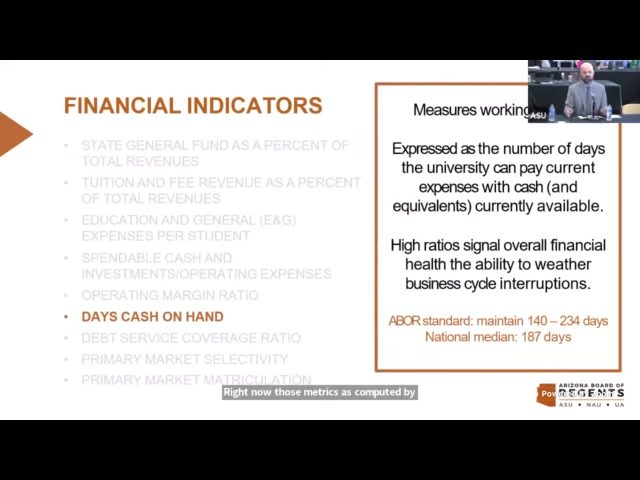 FINANCIAL INDICATORS
• STATE GENERAL FUND AS A PERCENT OF
TOTAL REVENUES
• TUITION AND FEE REVENUE AS A PERCENT
OF TOTAL REVENUES
• EDUCATION AND GENERAL (E&G)
EXPENSES PER STUDENT
• SPENDABLE CASH AND
INVESTMENTS/OPERATING EXPENSES
• OPERATING MARGIN RATIO
• DAYS CASH ON HAND
• DEBT SERVICE COVERAGE RATIO
• PRIMARY MARKET SELECTIVITY
• PRIMARY MARKET MATRICULATION
Measures working
Expressed as the number of days
the university can pay current
expenses with cash (and
equivalents) currently available.
High ratios signal overall financial
health the ability to weather
business cycle interruptions.
ABOR standard: maintain 140 – 234 days
National median: 187 days
ASU
Right now those metrics as computed by
ARIZONA BOARD OF
REGENTS
ASU • NAU • UA